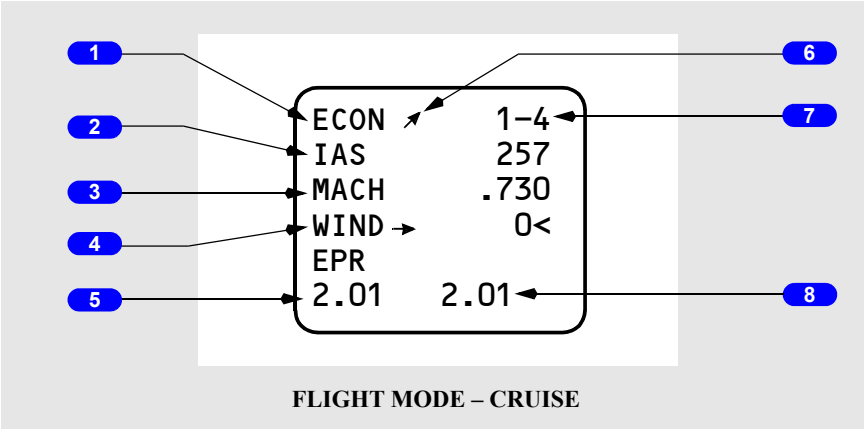 1 6
ECON 1–4 7
2 IAS 257
3 MACH .730
4 WIND 0<
EPR
5 2.01 2.01 8
FLIGHT MODE – CRUISE